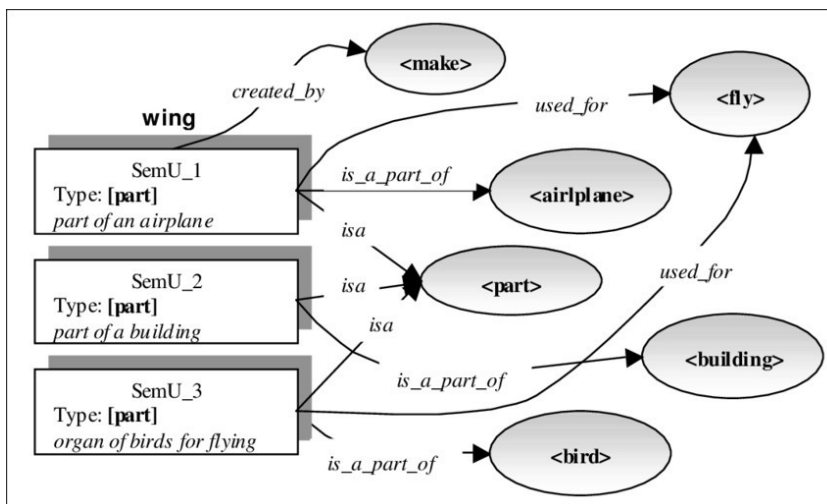 <make>
created_by
<fly>
used_for
wing
SemU_1
Type: [part]
part of an airplane
is_a_part_of
<airlplane>
isa
SemU_2
Type: [part]
part of a building
isa
<part>
used_for
isa
is_a_part_of
<building>
SemU_3
Type: [part]
organ of birds for flying
is_a_part_of
<bird>